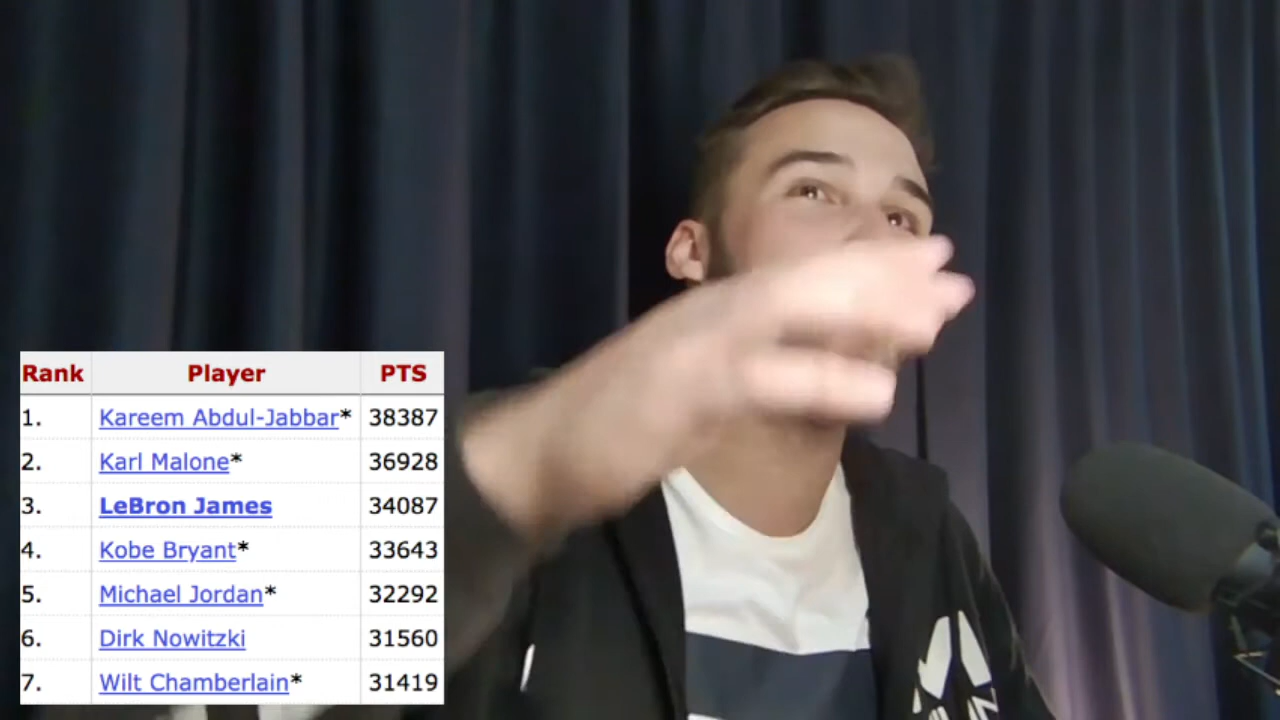 Rank Player PTS
1. Kareem Abdul-Jabbar* 38387
2. Karl Malone* 36928
3. LeBron James 34087
4. Kobe Bryant* 33643
5. Michael Jordan* 32292
6. Dirk Nowitzki 31560
7. Wilt Chamberlain* 31419